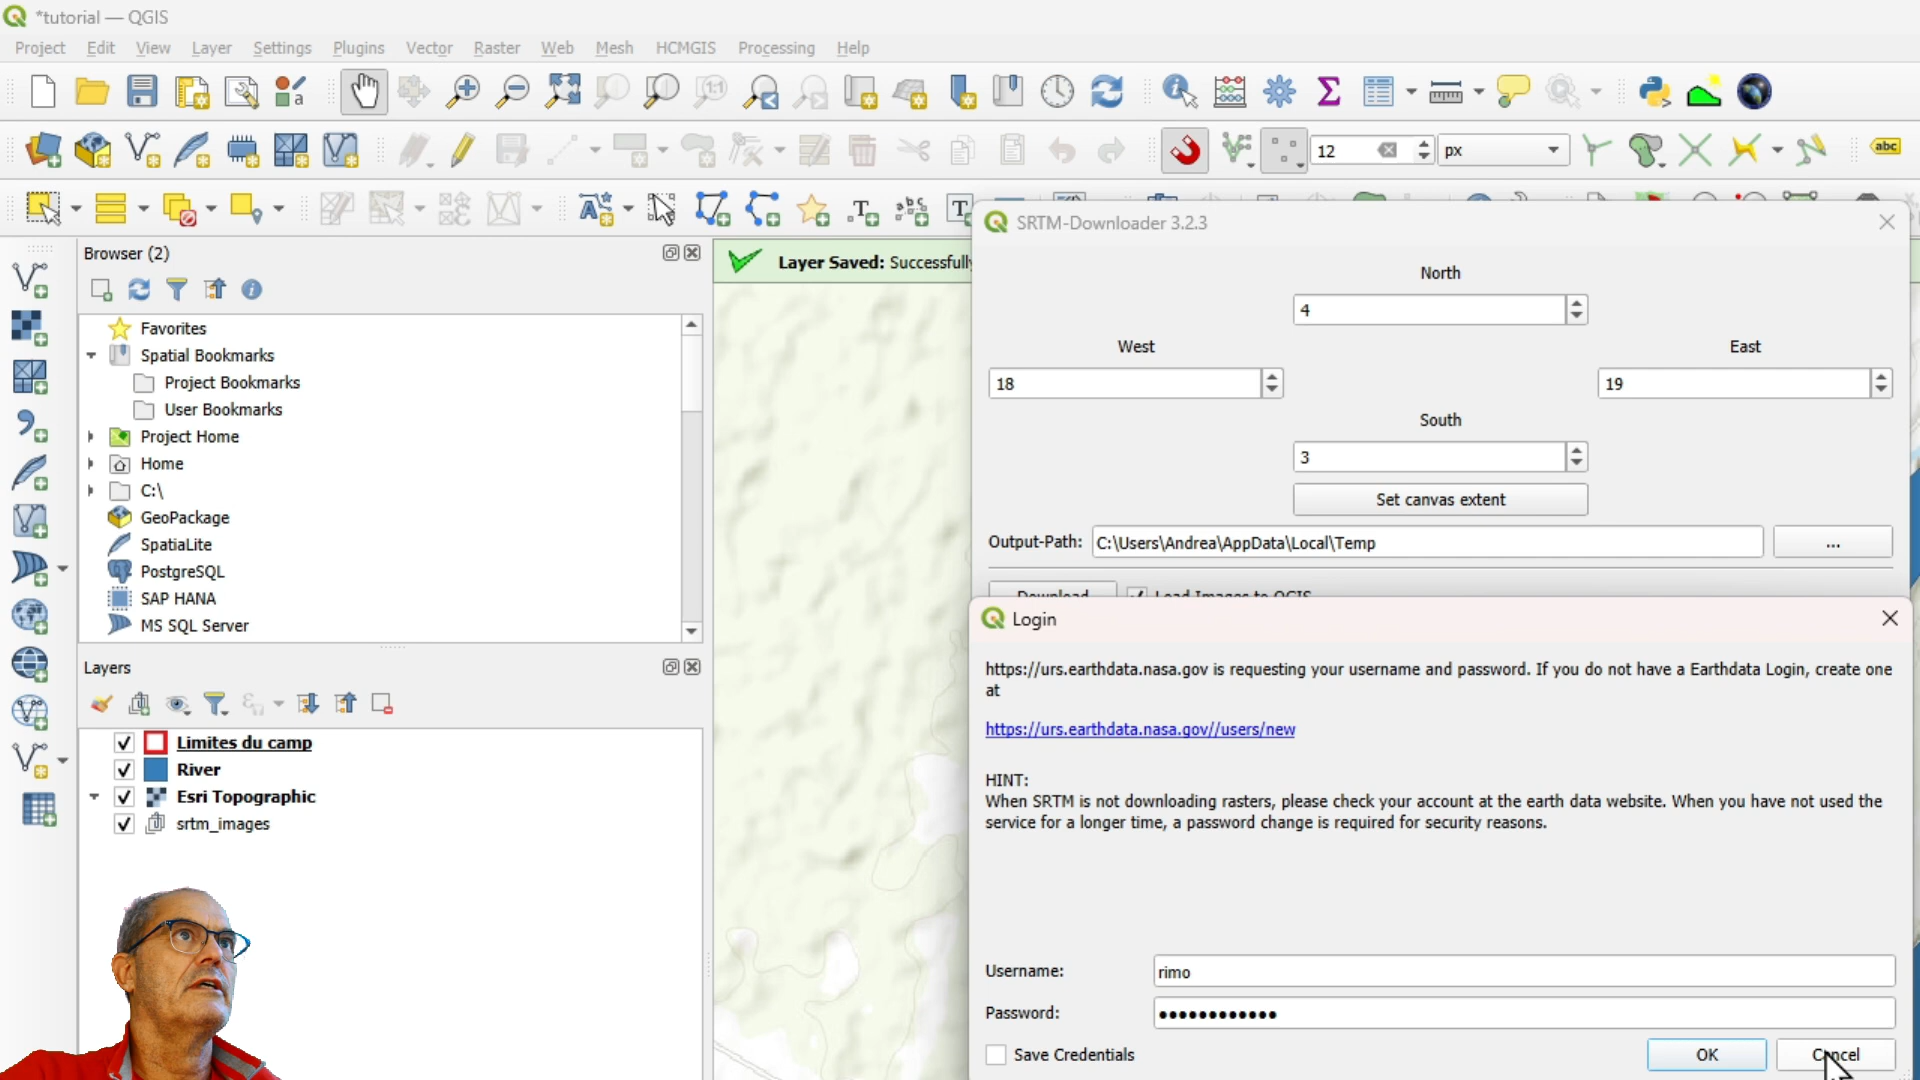 *tutorial — QGIS
Project Edit View Layer Settings Plugins Vector Raster Web Mesh HCMGIS Processing Help
12 px
abc
Browser (2)
Favorites
Spatial Bookmarks
Project Bookmarks
User Bookmarks
Project Home
Home
C:\
GeoPackage
SpatiaLite
PostgreSQL
SAP HANA
MS SQL Server
Layers
Limites du camp
River
Esri Topographic
srtm_images
Layer Saved: Successfully
SRTM-Downloader 3.2.3
North
4
West East
18 19
South
3
Set canvas extent
Output-Path: C:\Users\Andrea\AppData\Local\Temp ...
Download Load Images to QGIS
Login
https://urs.earthdata.nasa.gov is requesting your username and password. If you do not have a Earthdata Login, create one
at
https://urs.earthdata.nasa.gov//users/new
HINT:
When SRTM is not downloading rasters, please check your account at the earth data website. When you have not used the
service for a longer time, a password change is required for security reasons.
Username: rimo
Password: ••••••••••••
Save Credentials OK Cancel